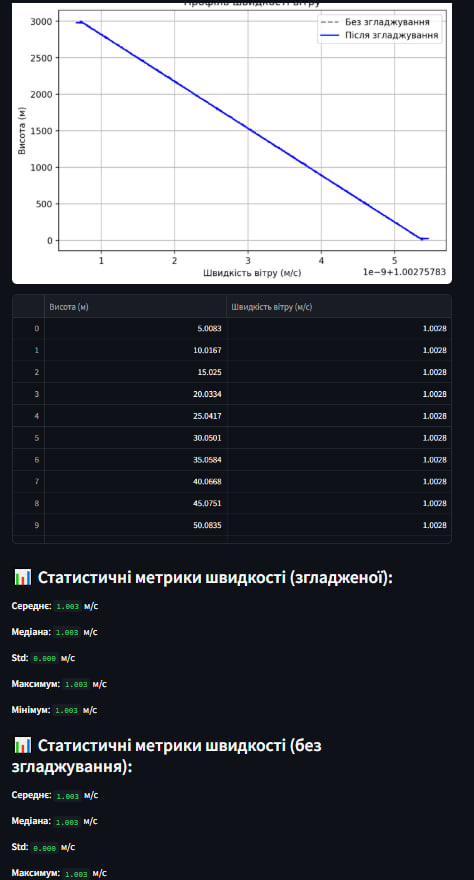 Профіль швидкості вітру
Без згладжування
Після згладжування
3000
2500
2000
1500
1000
500
0
Висота (м)
1 2 3 4 5
Швидкість вітру (м/с)
1e−9+1.00275783
Висота (м) Швидкість вітру (м/с)
0 5.0083 1.0028
1 10.0167 1.0028
2 15.025 1.0028
3 20.0334 1.0028
4 25.0417 1.0028
5 30.0501 1.0028
6 35.0584 1.0028
7 40.0668 1.0028
8 45.0751 1.0028
9 50.0835 1.0028
Статистичні метрики швидкості (згладженої):
Середнє: 1.003 м/с
Медіана: 1.003 м/с
Std: 0.000 м/с
Максимум: 1.003 м/с
Мінімум: 1.003 м/с
Статистичні метрики швидкості (без
згладжування):
Середнє: 1.003 м/с
Медіана: 1.003 м/с
Std: 0.000 м/с
Максимум: 1.003 м/с